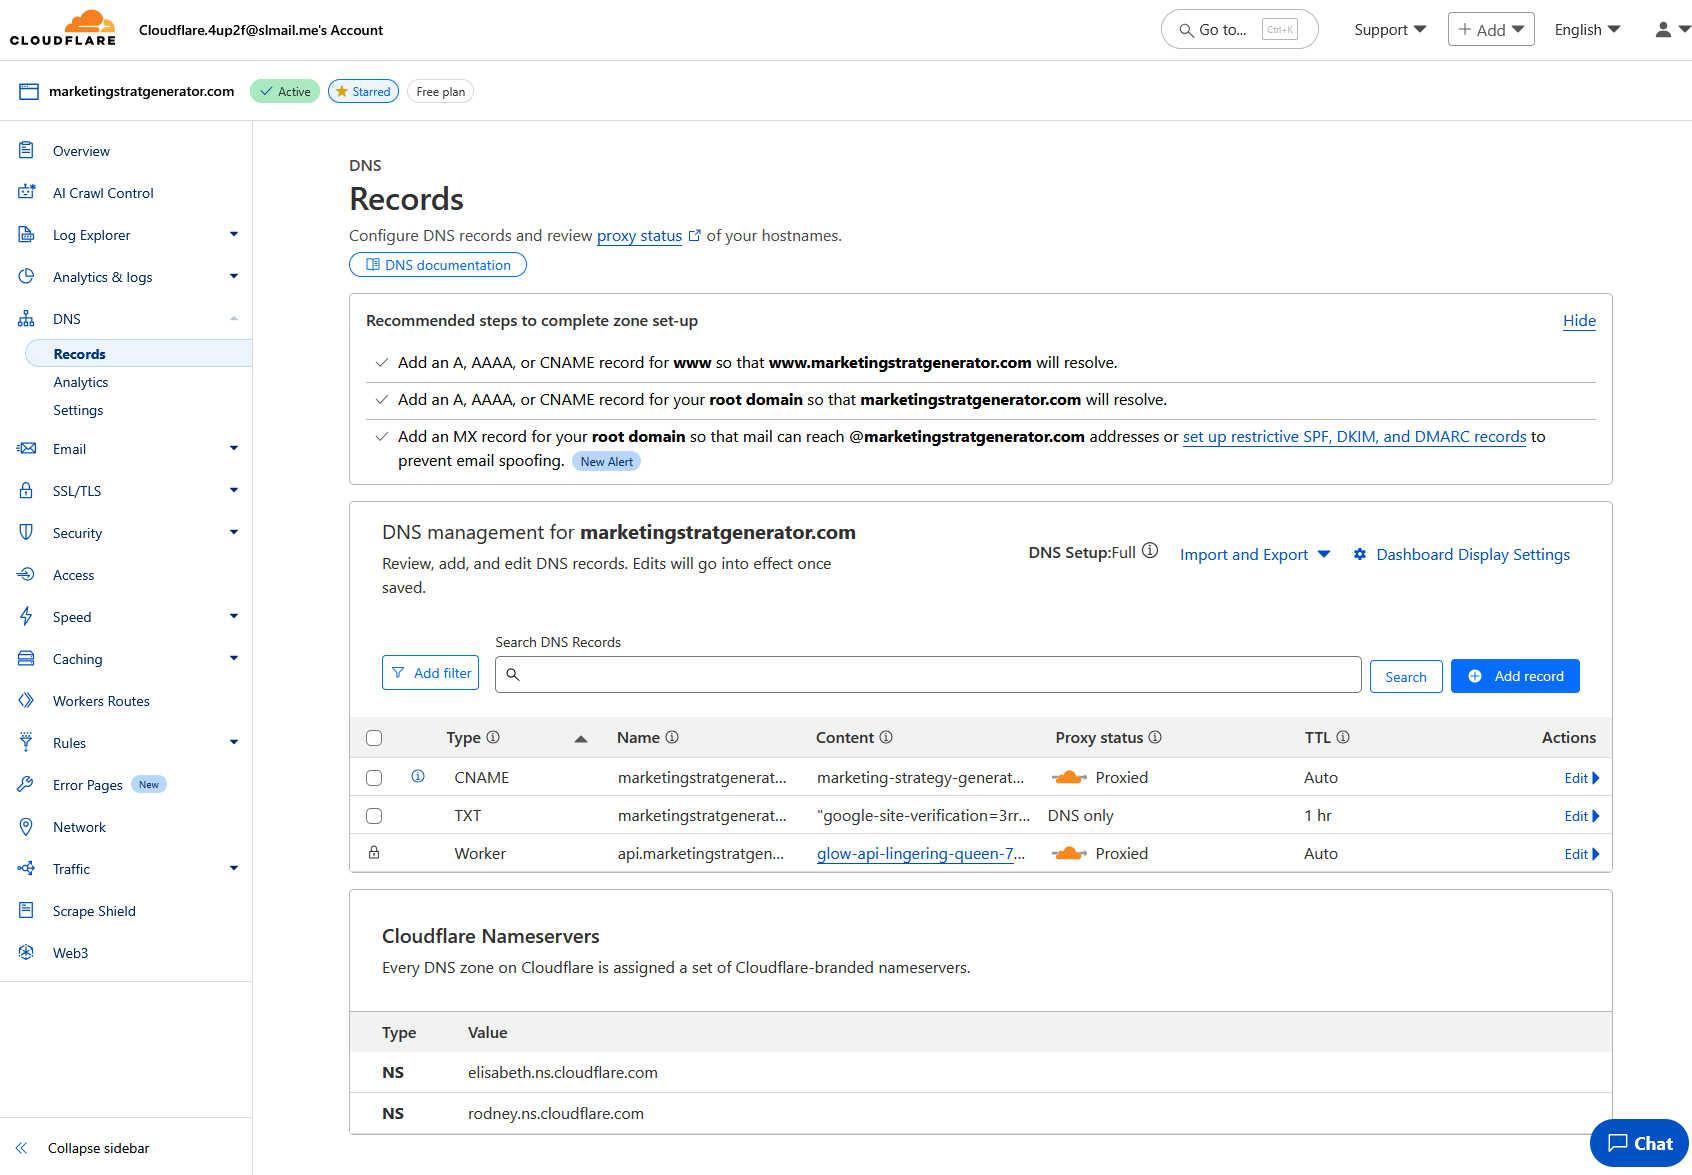 CLOUDFLARE
Cloudflare.4up2f@slmail.me's Account
Go to...
Ctrl+K
Support
Add
English
marketingstratgenerator.com
Active
Starred
Free plan
Overview
AI Crawl Control
Log Explorer
Analytics & logs
DNS
Records
Analytics
Settings
Email
SSL/TLS
Security
Access
Speed
Caching
Workers Routes
Rules
Error Pages New
Network
Traffic
Scrape Shield
Web3
Collapse sidebar
DNS
Records
Configure DNS records and review proxy status of your hostnames.
DNS documentation
Recommended steps to complete zone set-up
Hide
Add an A, AAAA, or CNAME record for www so that www.marketingstratgenerator.com will resolve.
Add an A, AAAA, or CNAME record for your root domain so that marketingstratgenerator.com will resolve.
Add an MX record for your root domain so that mail can reach @marketingstratgenerator.com addresses or set up restrictive SPF, DKIM, and DMARC records to
prevent email spoofing. New Alert
DNS management for marketingstratgenerator.com
Review, add, and edit DNS records. Edits will go into effect once
saved.
DNS Setup:Full
Import and Export
Dashboard Display Settings
Search DNS Records
Add filter
Search
Add record
Type Name Content Proxy status TTL Actions
CNAME marketingstratgenerat... marketing-strategy-generat... Proxied Auto Edit
TXT marketingstratgenerat... "google-site-verification=3rr... DNS only 1 hr Edit
Worker api.marketingstratgen... glow-api-lingering-queen-7... Proxied Auto Edit
Cloudflare Nameservers
Every DNS zone on Cloudflare is assigned a set of Cloudflare-branded nameservers.
Type Value
NS elisabeth.ns.cloudflare.com
NS rodney.ns.cloudflare.com
Chat